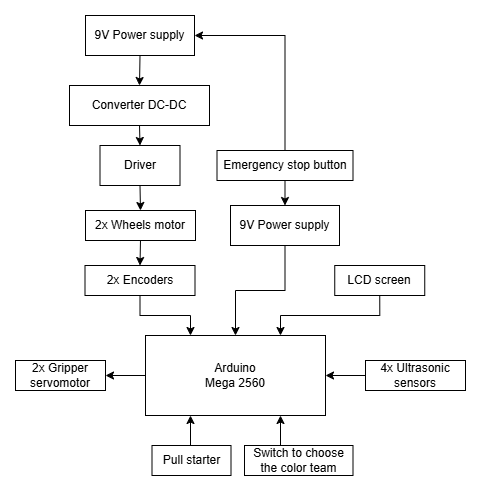 9V Power supply
Converter DC-DC
Driver
Emergency stop button
2x Wheels motor
9V Power supply
2x Encoders
LCD screen
Arduino
Mega 2560
2x Gripper
servomotor
4x Ultrasonic
sensors
Pull starter
Switch to choose
the color team